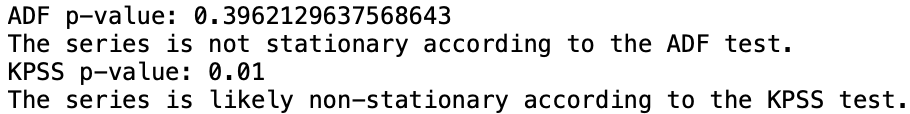 ADF p-value: 0.3962129637568643
The series is not stationary according to the ADF test.
KPSS p-value: 0.01
The series is likely non-stationary according to the KPSS test.